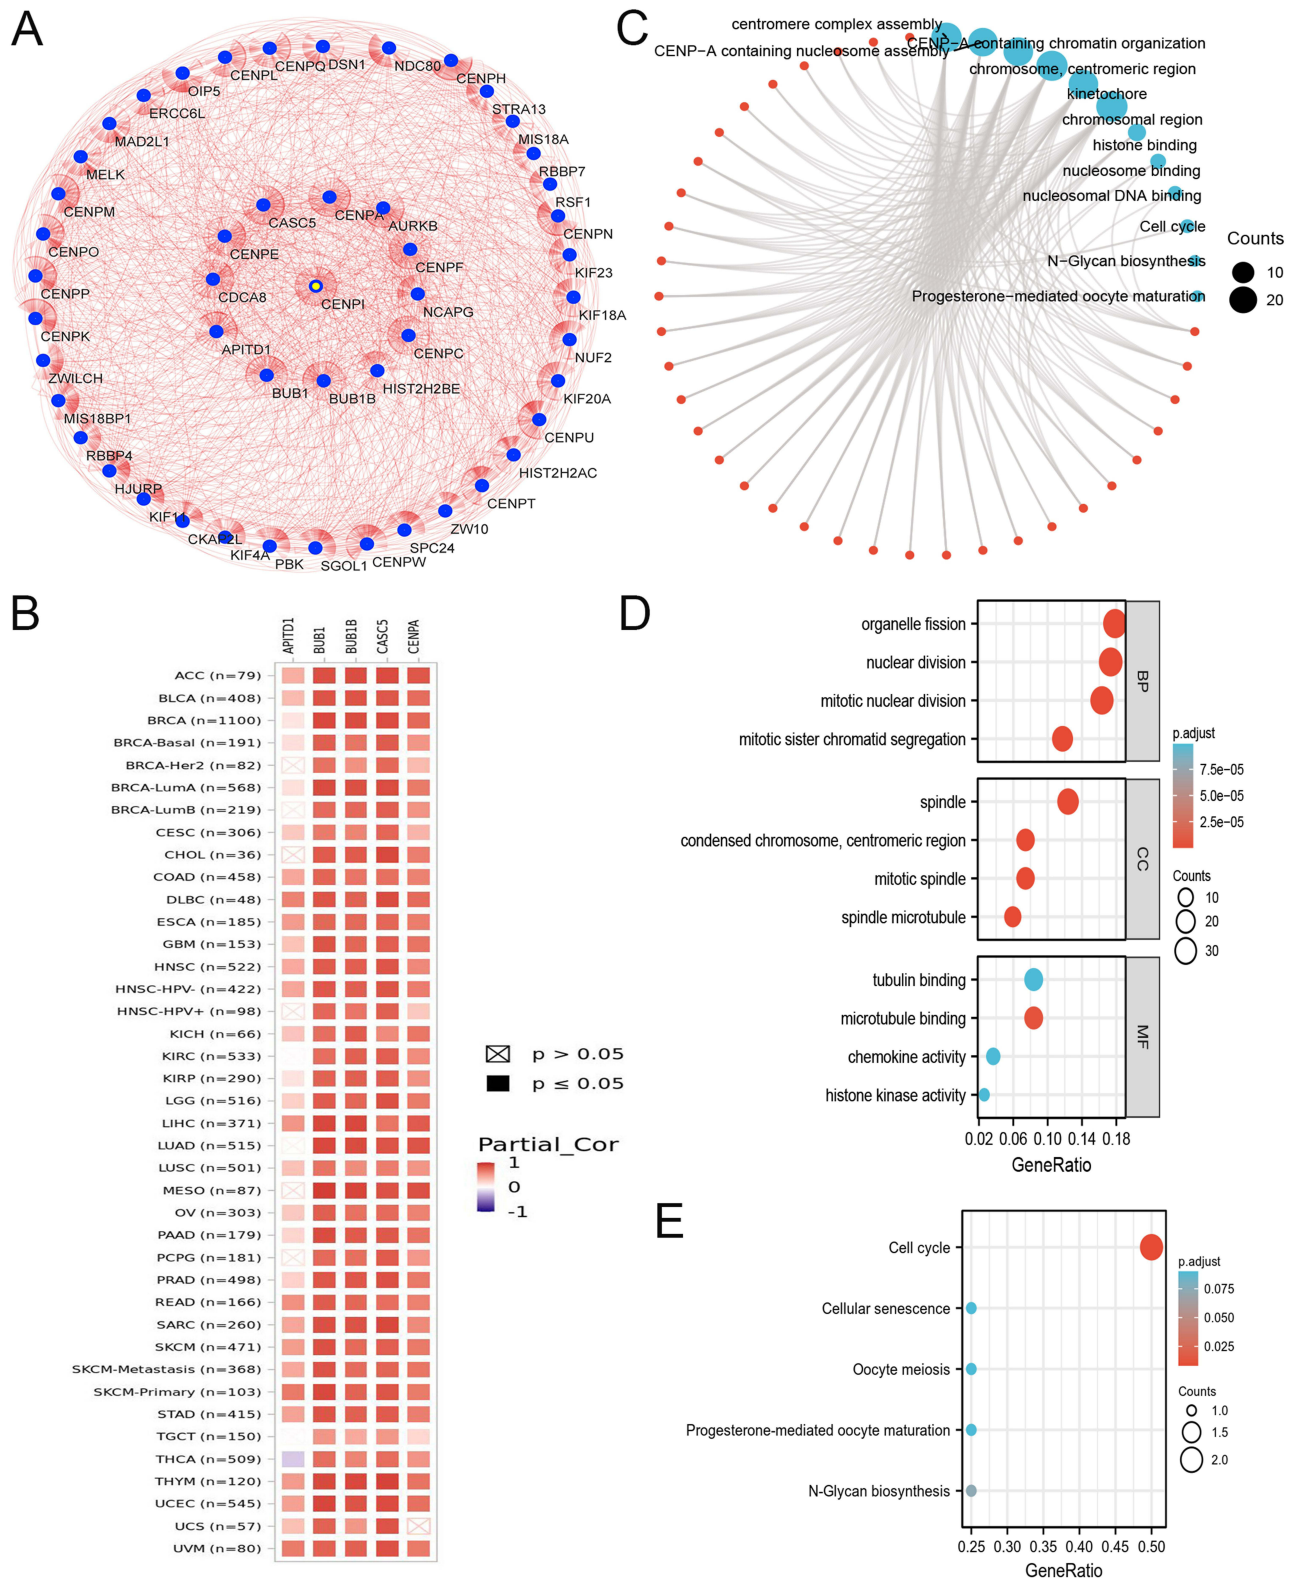 A
CENPQ
DSN1
CENPL
NDC80
OIP5
CENPH
ERCC6L
STRA13
MAD2L1
MIS18A
MELK
RBBP7
CENPM
RSF1
CASC5
CENPA
AURKB
CENPN
CENPO
CENPE
CENPF
KIF23
CENPP
CDCA8
CENPI
NCAPG
KIF18A
CENPK
APITD1
CENPC
NUF2
ZWILCH
BUB1
BUB1B
HIST2H2BE
KIF20A
MIS18BP1
CENPU
RBBP4
HIST2H2AC
HJURP
CENPT
KIF11
ZW10
CKAP2L
KIF4A
SPC24
PBK
SGOL1
CENPW
C
centromere complex assembly
CENP−A containing nucleosome assembly
CENP−A containing chromatin organization
chromosome, centromeric region
kinetochore
chromosomal region
histone binding
nucleosome binding
nucleosomal DNA binding
Cell cycle
N−Glycan biosynthesis
Progesterone−mediated oocyte maturation
Counts
10
20
B
APITD1
BUB1
BUB1B
CASC5
CENPA
ACC (n=79)
BLCA (n=408)
BRCA (n=1100)
BRCA-Basal (n=191)
BRCA-Her2 (n=82)
BRCA-LumA (n=568)
BRCA-LumB (n=219)
CESC (n=306)
CHOL (n=36)
COAD (n=458)
DLBC (n=48)
ESCA (n=185)
GBM (n=153)
HNSC (n=522)
HNSC-HPV- (n=422)
HNSC-HPV+ (n=98)
KICH (n=66)
KIRC (n=533)
KIRP (n=290)
LGG (n=516)
LIHC (n=371)
LUAD (n=515)
LUSC (n=501)
MESO (n=87)
OV (n=303)
PAAD (n=179)
PCPG (n=181)
PRAD (n=498)
READ (n=166)
SARC (n=260)
SKCM (n=471)
SKCM-Metastasis (n=368)
SKCM-Primary (n=103)
STAD (n=415)
TGCT (n=150)
THCA (n=509)
THYM (n=120)
UCEC (n=545)
UCS (n=57)
UVM (n=80)
p > 0.05
p ≤ 0.05
Partial_Cor
1
0
-1
D
organelle fission
nuclear division
mitotic nuclear division
mitotic sister chromatid segregation
BP
spindle
condensed chromosome, centromeric region
mitotic spindle
spindle microtubule
CC
tubulin binding
microtubule binding
chemokine activity
histone kinase activity
MF
0.02 0.06 0.10 0.14 0.18
GeneRatio
p.adjust
7.5e-05
5.0e-05
2.5e-05
Counts
10
20
30
E
Cell cycle
Cellular senescence
Oocyte meiosis
Progesterone-mediated oocyte maturation
N-Glycan biosynthesis
0.25 0.30 0.35 0.40 0.45 0.50
GeneRatio
p.adjust
0.075
0.050
0.025
Counts
1.0
1.5
2.0